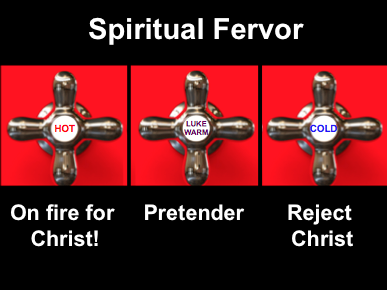 Spiritual Fervor
HOT
LUKE
WARM
COLD
On fire for
Christ!
Pretender
Reject
Christ